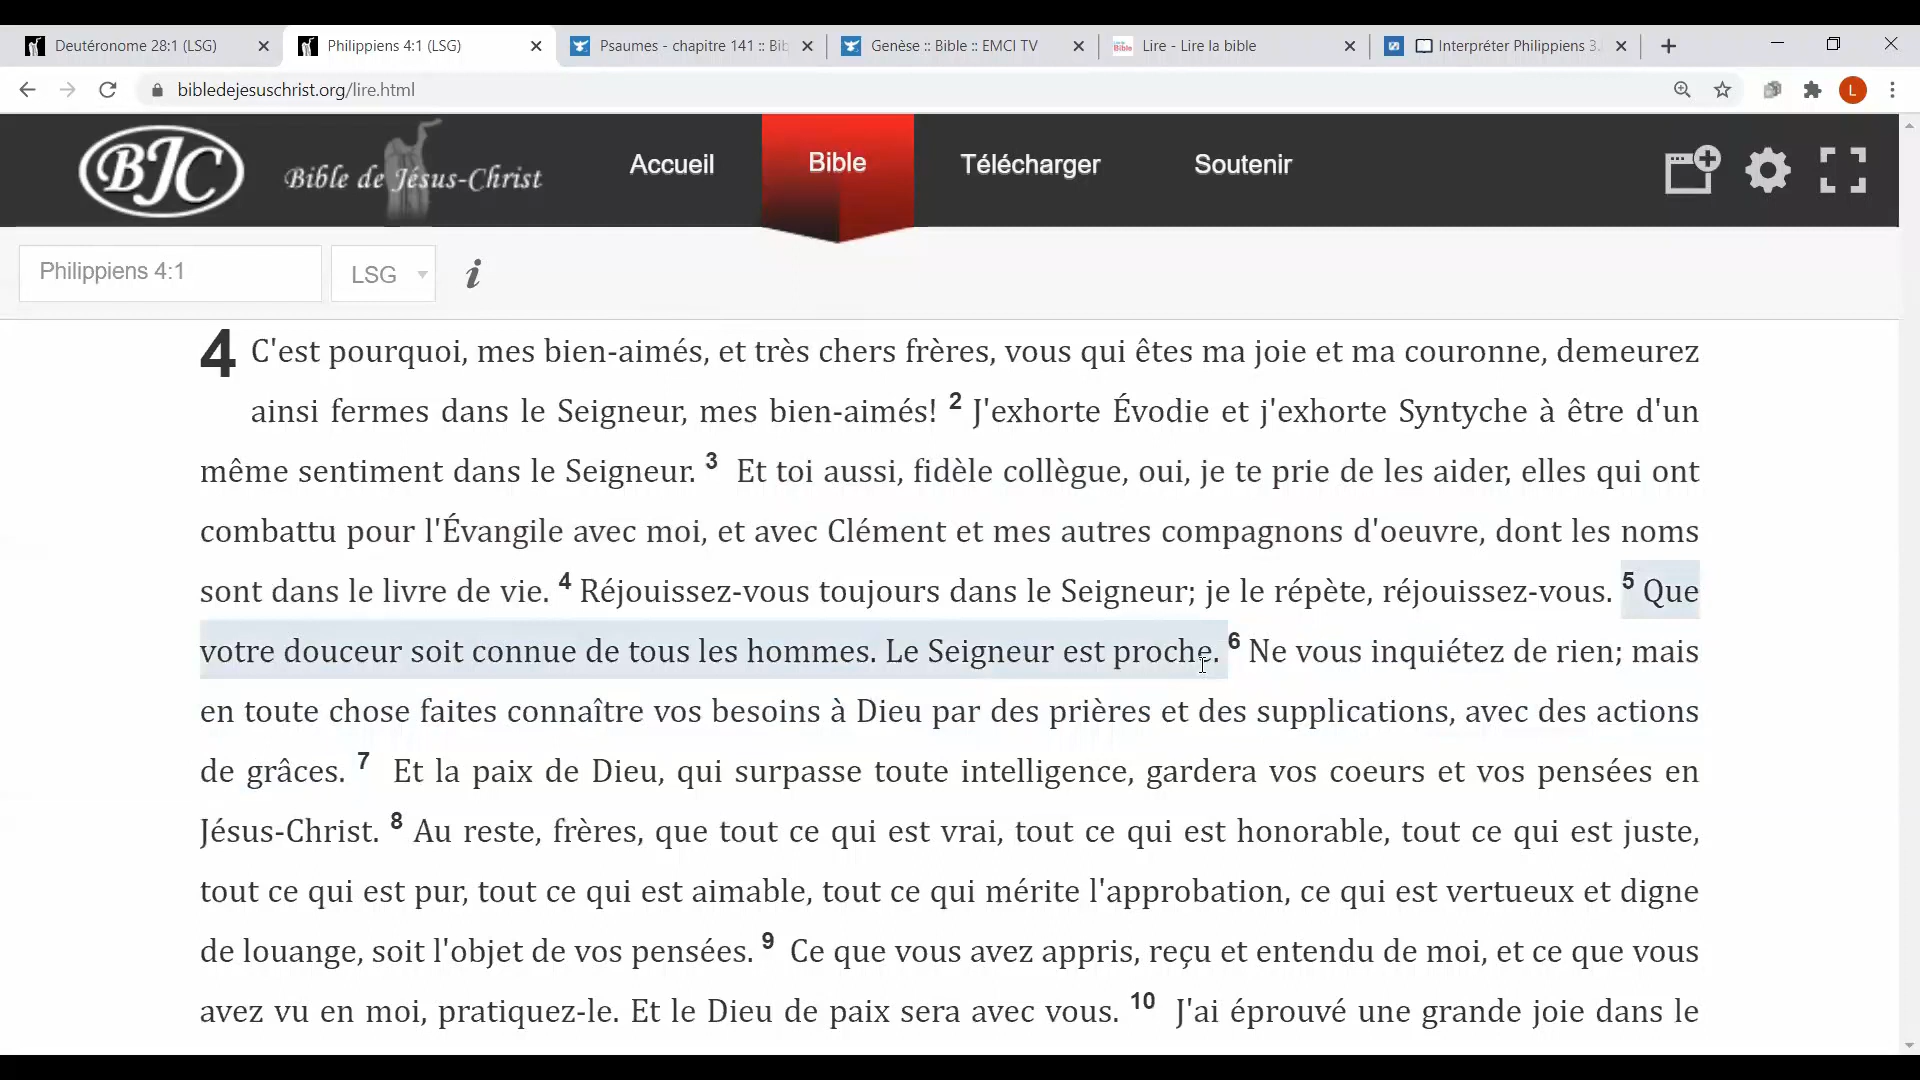 Deutéronome 28:1 (LSG)
Philippiens 4:1 (LSG)
Psaumes - chapitre 141 :: Bib
Genèse :: Bible :: EMCI TV
Lire - Lire la bible
Interpréter Philippiens 3.
bibledejesuschrist.org/lire.html
L
BJC
Bible de Jésus-Christ
Accueil
Bible
Télécharger
Soutenir
Philippiens 4:1
LSG
i
4 C'est pourquoi, mes bien-aimés, et très chers frères, vous qui êtes ma joie et ma couronne, demeurez
ainsi fermes dans le Seigneur, mes bien-aimés! 2 J'exhorte Évodie et j'exhorte Syntyche à être d'un
même sentiment dans le Seigneur. 3 Et toi aussi, fidèle collègue, oui, je te prie de les aider, elles qui ont
combattu pour l'Évangile avec moi, et avec Clément et mes autres compagnons d'oeuvre, dont les noms
sont dans le livre de vie. 4 Réjouissez-vous toujours dans le Seigneur; je le répète, réjouissez-vous. 5 Que
votre douceur soit connue de tous les hommes. Le Seigneur est proche. 6 Ne vous inquiétez de rien; mais
en toute chose faites connaître vos besoins à Dieu par des prières et des supplications, avec des actions
de grâces. 7 Et la paix de Dieu, qui surpasse toute intelligence, gardera vos coeurs et vos pensées en
Jésus-Christ. 8 Au reste, frères, que tout ce qui est vrai, tout ce qui est honorable, tout ce qui est juste,
tout ce qui est pur, tout ce qui est aimable, tout ce qui mérite l'approbation, ce qui est vertueux et digne
de louange, soit l'objet de vos pensées. 9 Ce que vous avez appris, reçu et entendu de moi, et ce que vous
avez vu en moi, pratiquez-le. Et le Dieu de paix sera avec vous. 10 J'ai éprouvé une grande joie dans le